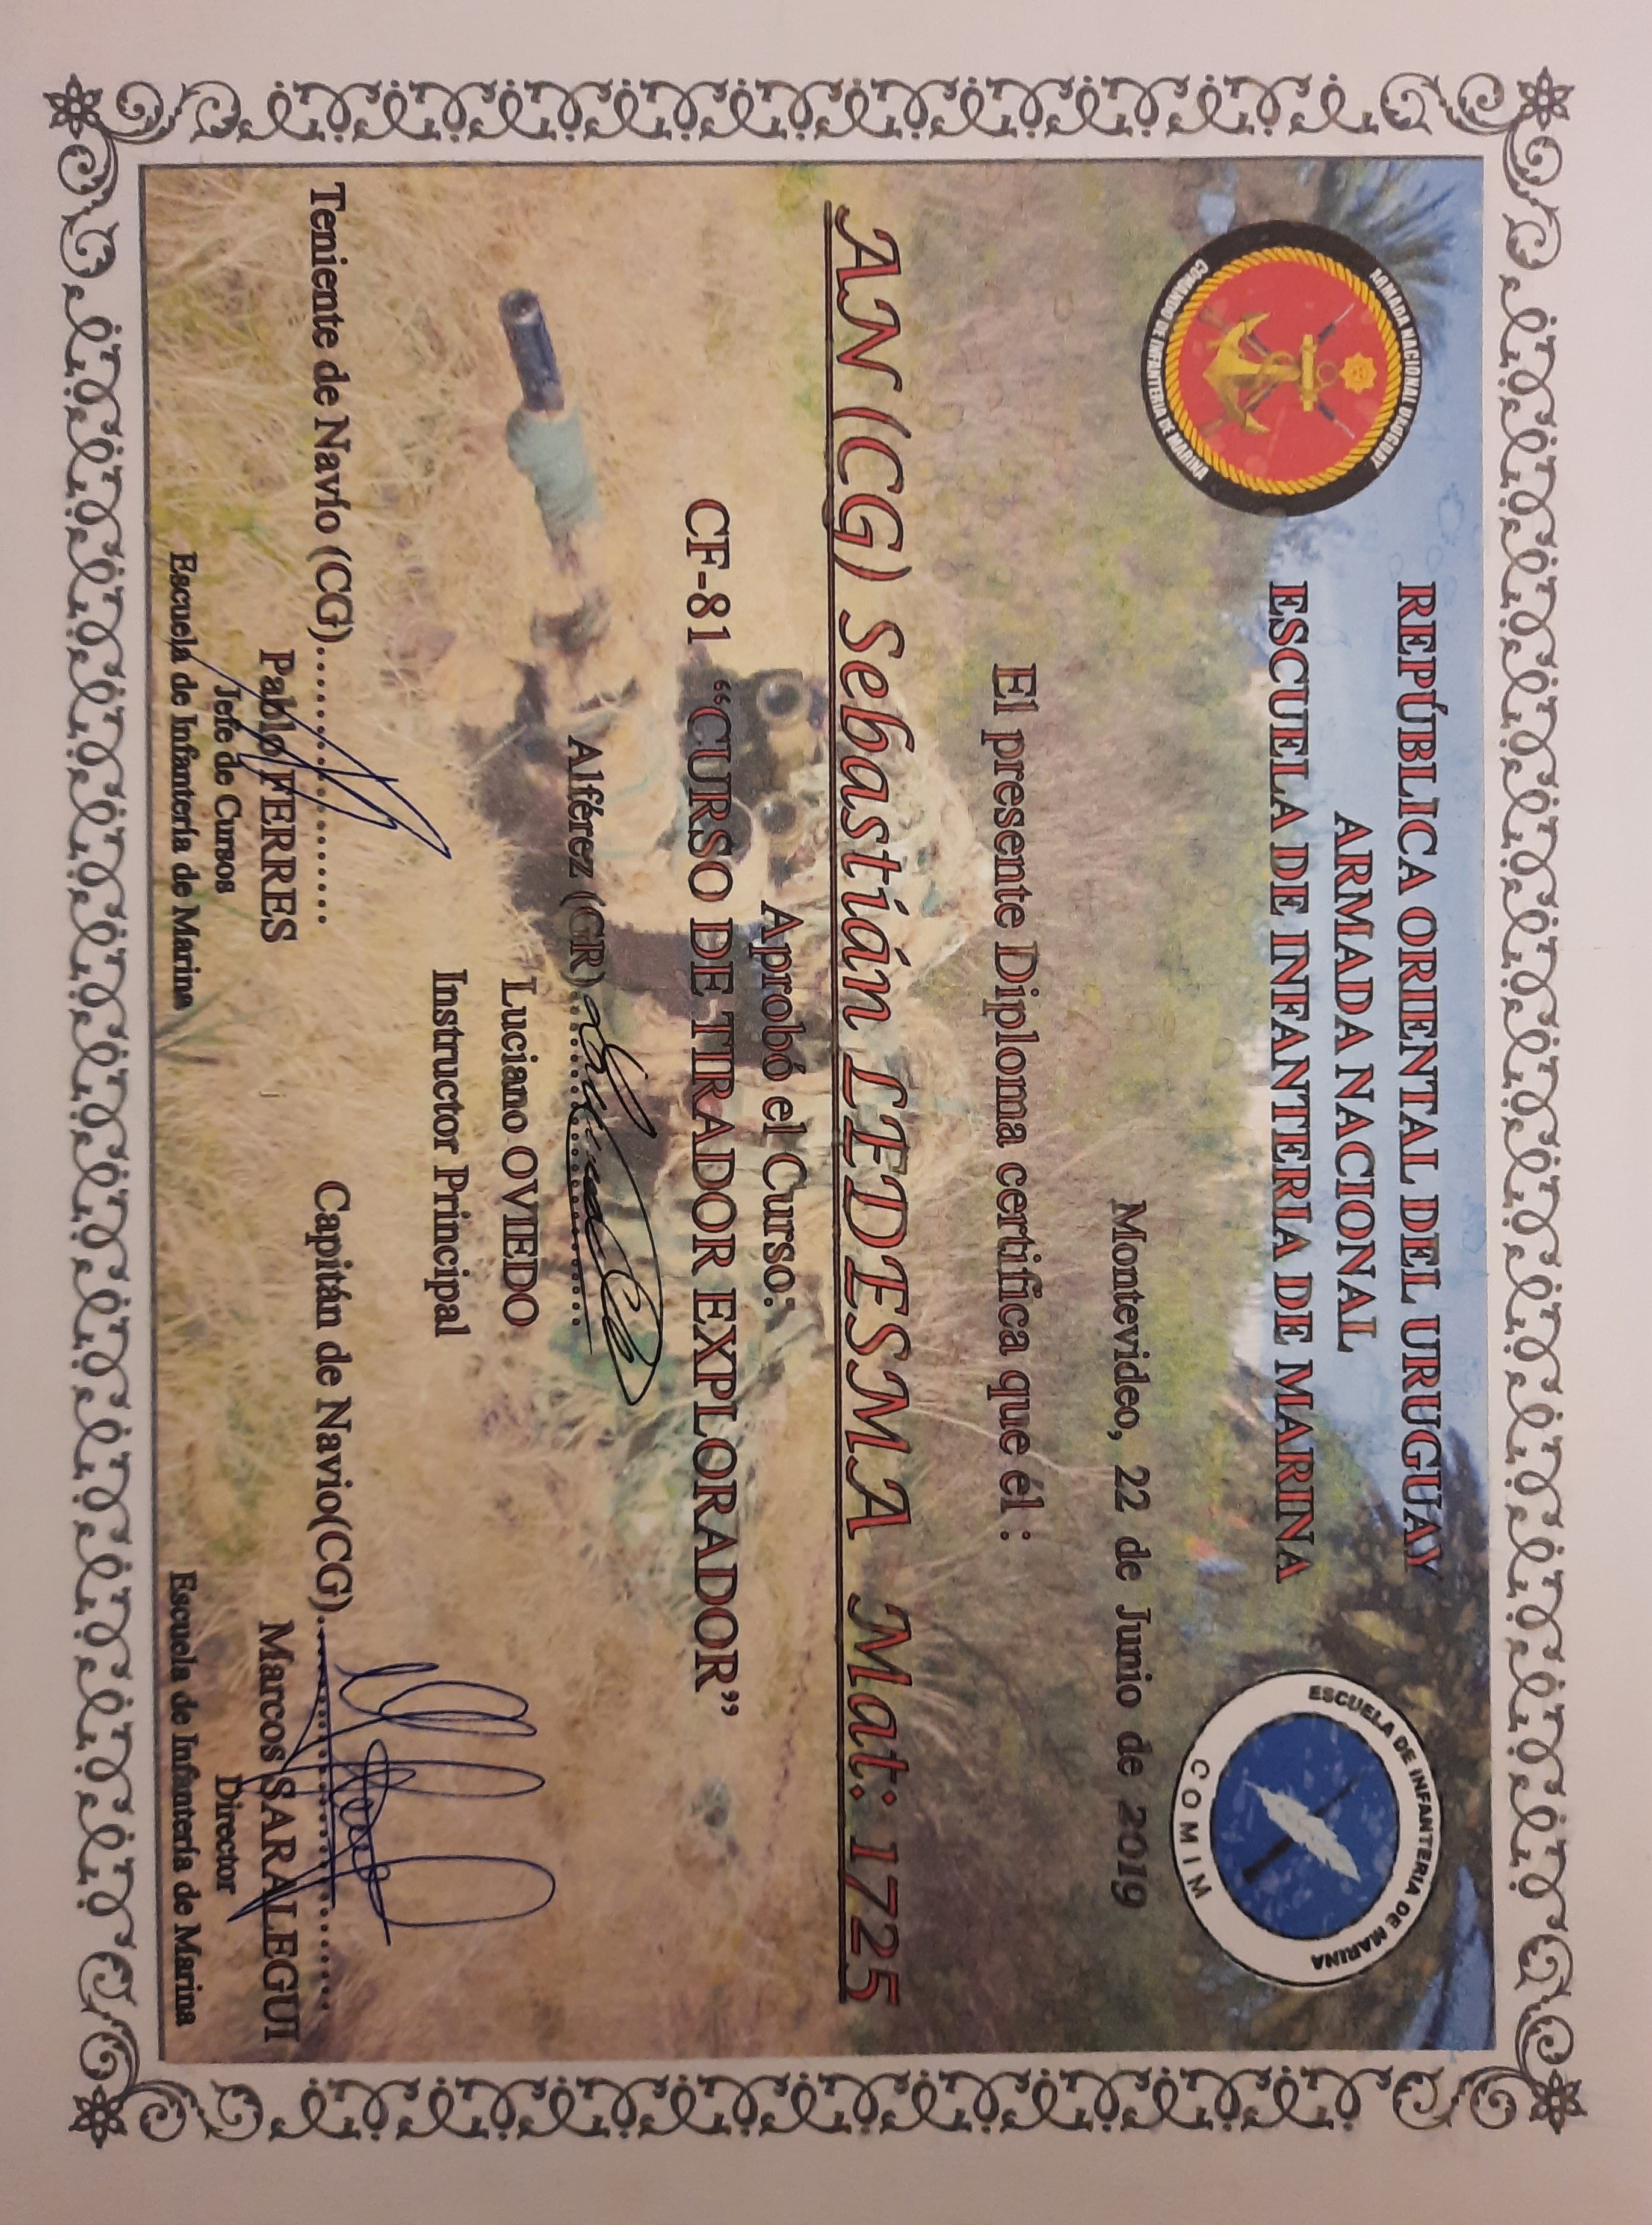 REPÚBLICA ORIENTAL DEL URUGUAY
ARMADA NACIONAL
ESCUELA DE INFANTERIA DE MARINA
ARMADA NACIONAL URUGUAY
COMANDO DE INFANTERIA DE MARINA
ESCUELA DE INFANTERIA DE MARINA
COMIM
Montevideo, 22 de Junio de 2019
El presente Diploma certifica que él :
AN (CG) Sebastián LEDESMA Mat: 1725
Aprobó el Curso:
CF-81 “CURSO DE TIRADOR EXPLORADOR”
Alférez (GR)........................
Luciano OVIEDO
Instructor Principal
Teniente de Navío (CG)..................
Pablo FERRES
Jefe de Cursos
Escuela de Infantería de Marina
Capitán de Navio(CG).........................
Marcos SARALEGUI
Director
Escuela de Infantería de Marina